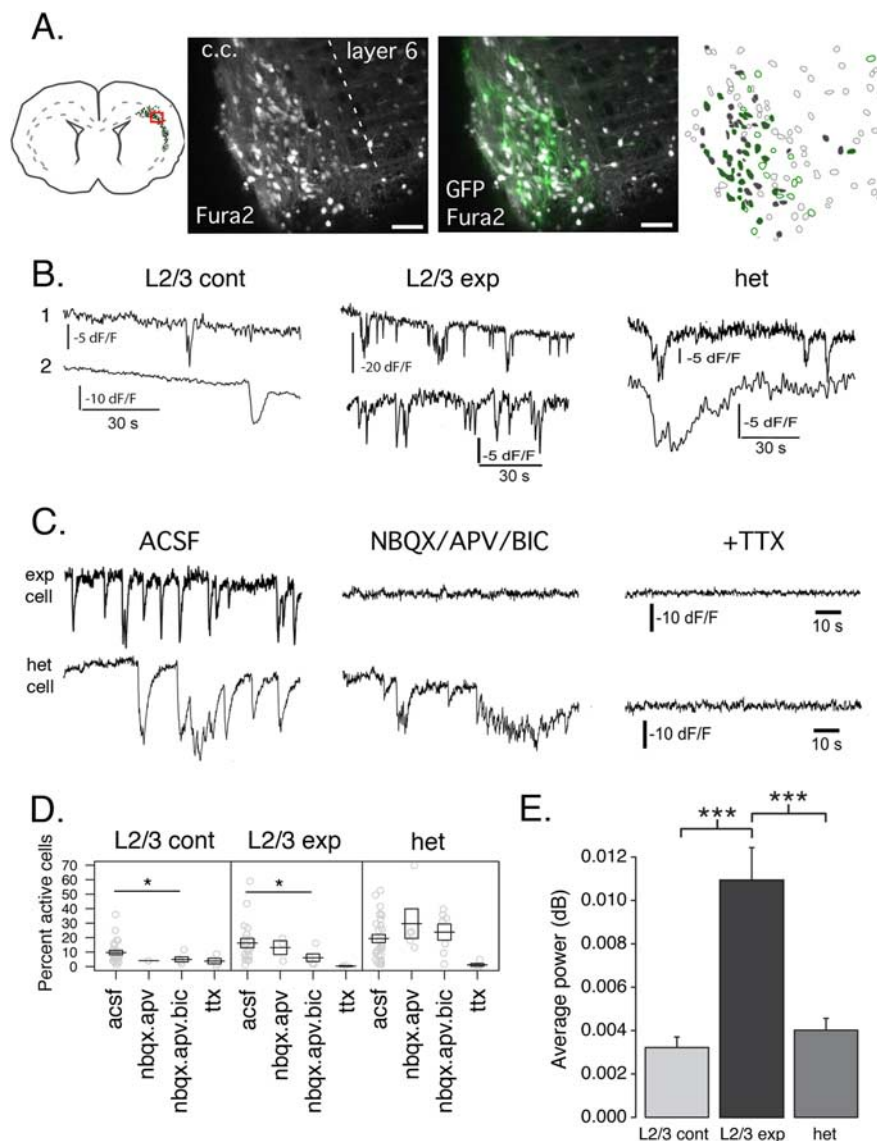 A.
c.c.
layer 6
Fura2
GFP
Fura2
B.
L2/3 cont
L2/3 exp
het
1
-5 dF/F
2
-10 dF/F
30 s
-20 dF/F
-5 dF/F
30 s
-5 dF/F
-5 dF/F
30 s
C.
ACSF
NBQX/APV/BIC
+TTX
exp
cell
-10 dF/F
10 s
het
cell
-10 dF/F
10 s
D.
L2/3 cont
L2/3 exp
het
Percent active cells
70
60
50
40
30
20
10
0
*
*
acsf
nbqx.apv
nbqx.apv.bic
ttx
acsf
nbqx.apv
nbqx.apv.bic
ttx
acsf
nbqx.apv
nbqx.apv.bic
ttx
E.
***
***
Average power (dB)
0.012
0.010
0.008
0.006
0.004
0.002
0.000
L2/3 cont
L2/3 exp
het